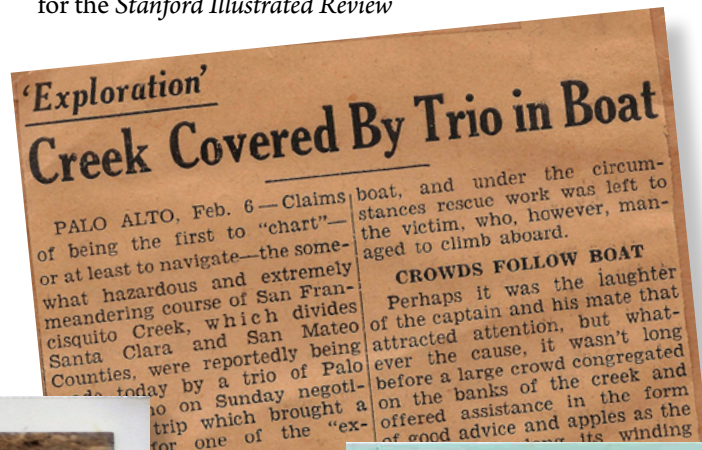 for the Stanford Illustrated Review
'Exploration'
Creek Covered By Trio in Boat
PALO ALTO, Feb. 6—Claims
of being the first to "chart"—
or at least to navigate—the some-
what hazardous and extremely
meandering course of San Fran-
cisquito Creek, which divides
Santa Clara and San Mateo
Counties, were reportedly being
today by a trio of Palo
on Sunday negoti-
trip which brought a
for one of the "ex-
boat, and under the circum-
stances rescue work was left to
the victim, who, however, man-
aged to climb aboard.
CROWDS FOLLOW BOAT
Perhaps it was the laughter
of the captain and his mate that
attracted attention, but what-
ever the cause, it wasn't long
before a large crowd congregated
on the banks of the creek and
offered assistance in the form
of good advice and apples as the
its winding